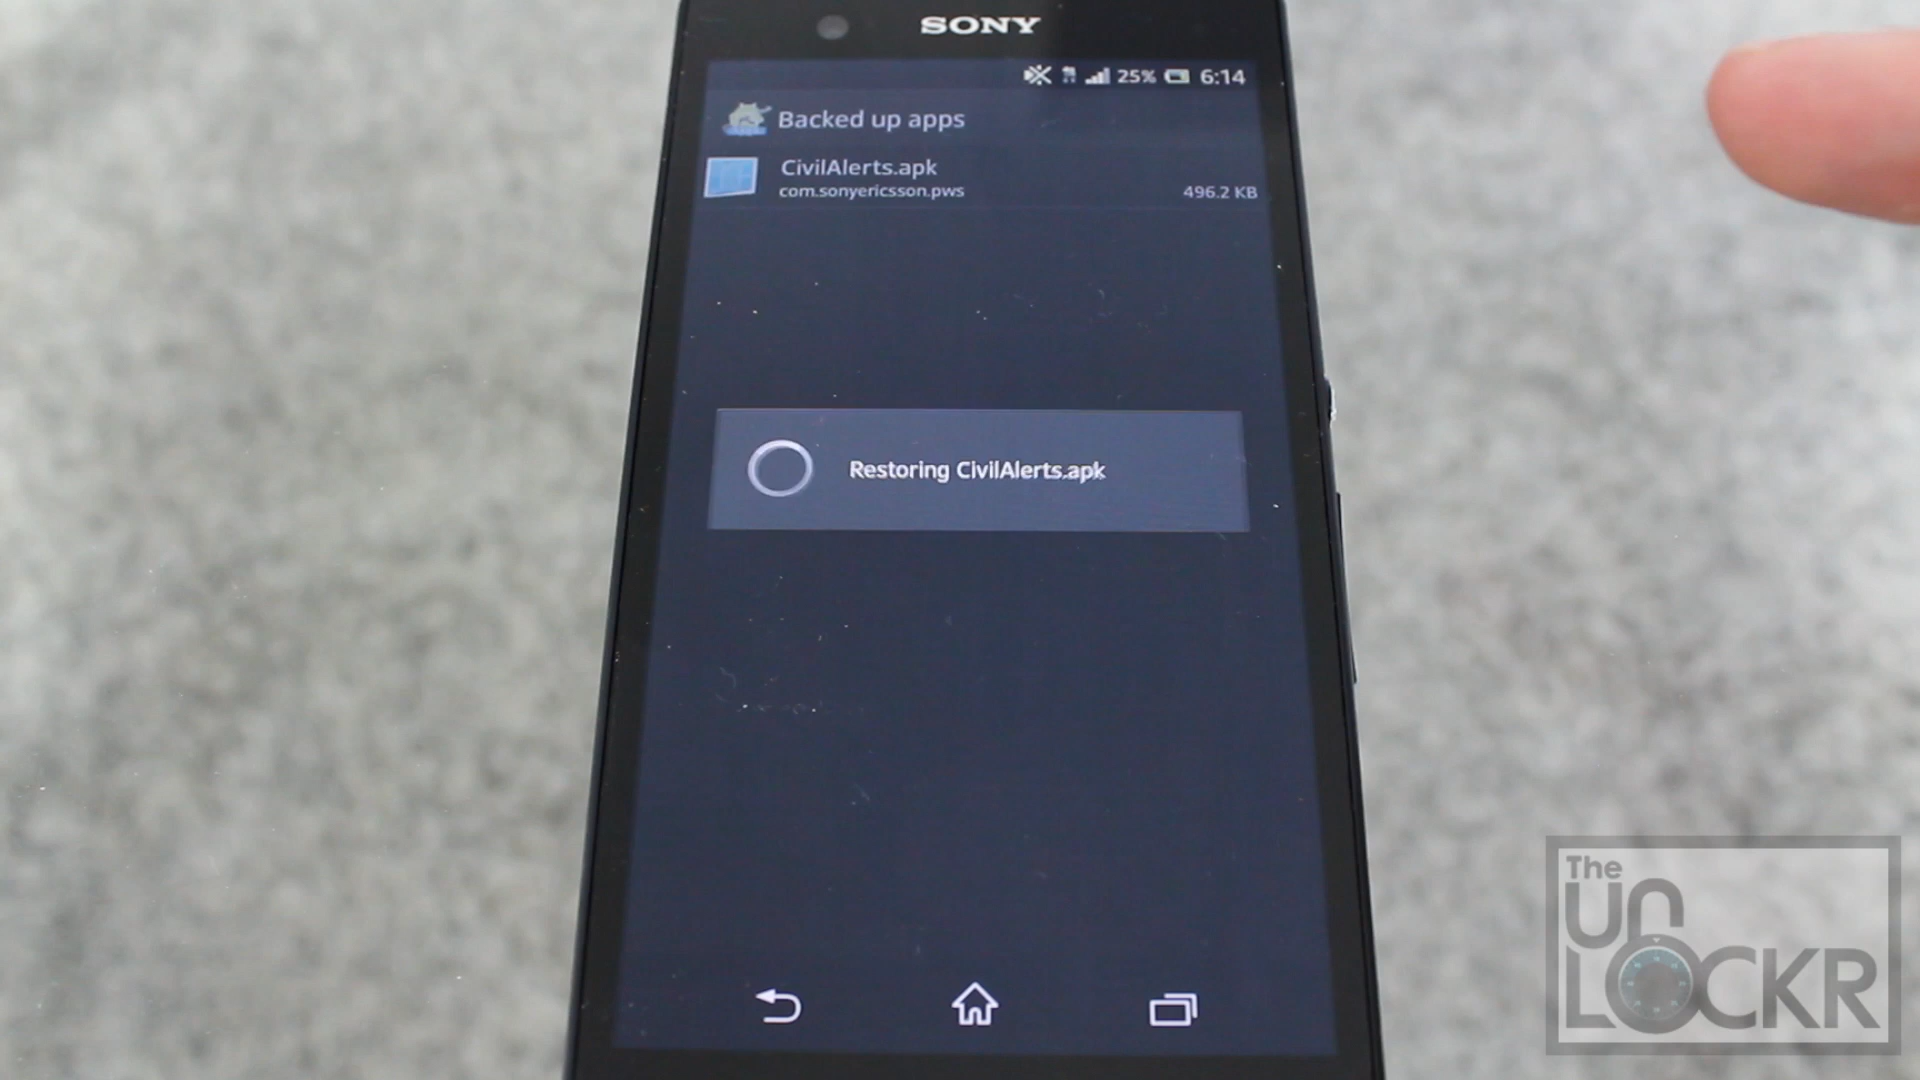 SONY
25% 6:14
Backed up apps
CivilAlerts.apk
com.sonyericsson.pws
496.2 KB
Restoring CivilAlerts.apk
The
UnLOCKR